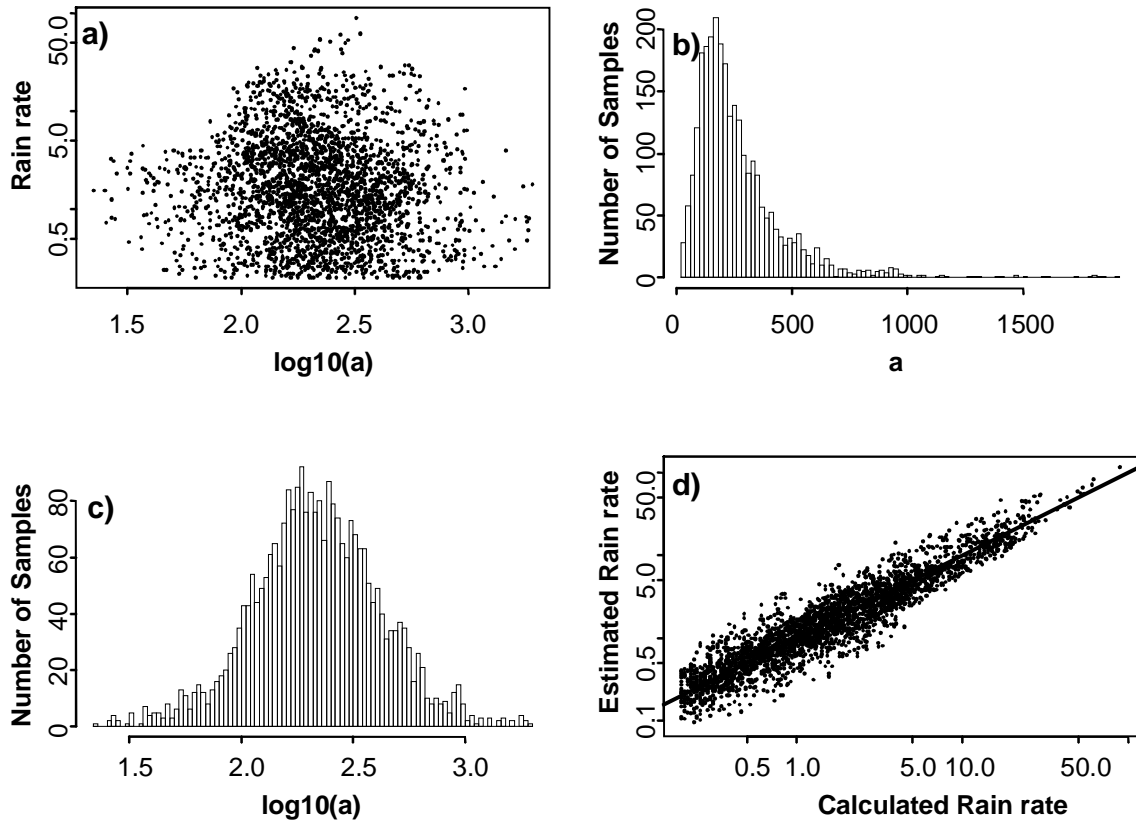 a)
Rain rate
50.0
5.0
0.5
1.5 2.0 2.5 3.0
log10(a)
b)
Number of Samples
200
150
100
50
0
0 500 1000 1500
a
c)
Number of Samples
80
60
40
20
0
1.5 2.0 2.5 3.0
log10(a)
d)
Estimated Rain rate
50.0
5.0
0.5
0.1
0.5 1.0 5.0 10.0 50.0
Calculated Rain rate